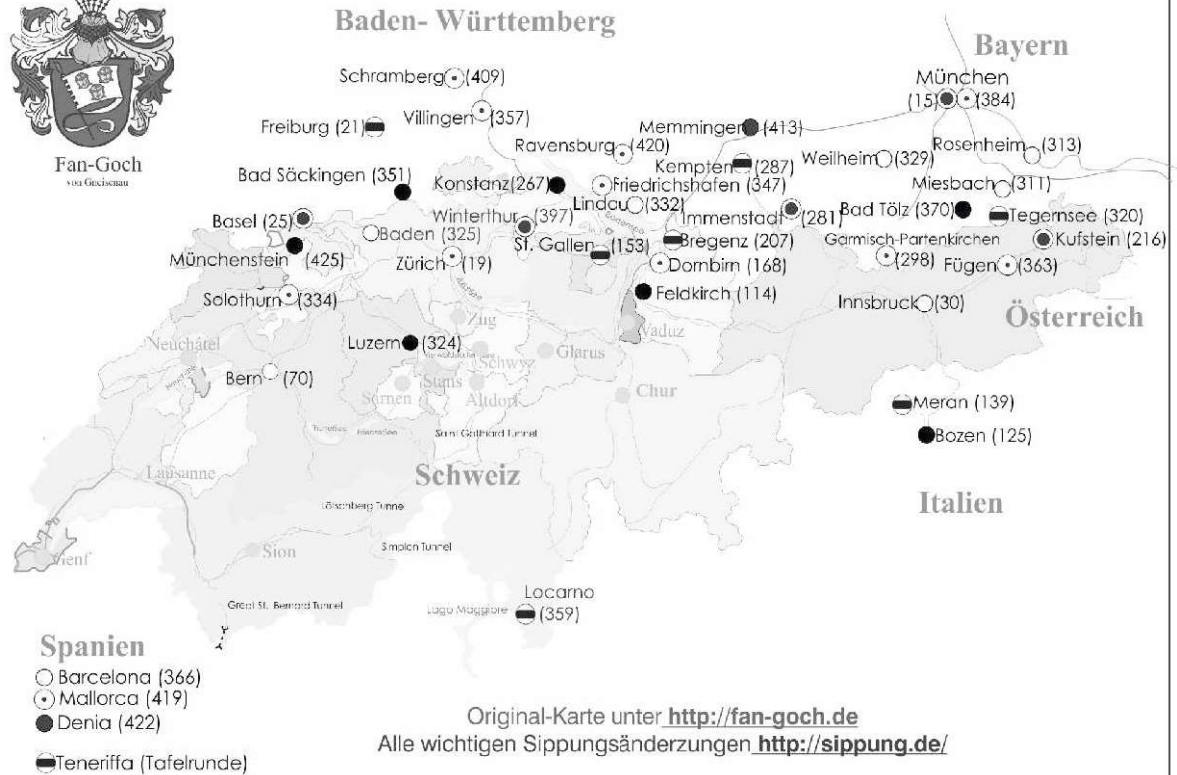 Baden- Württemberg
Bayern
Fan-Goch
von Gneisenau
Schramberg (409)
München
(15) (384)
Villingen (357)
Freiburg (21)
Memmingen (413)
Ravensburg (420)
Rosenheim (313)
Weilheim (329)
Kempten (287)
Bad Säckingen (351)
Konstanz (267)
Friedrichshafen (347)
Miesbach (311)
Lindau (332)
Basel (25)
Winterthur (397)
Immenstadt (281)
Bad Tölz (370)
Tegernsee (320)
Baden (325)
St. Gallen (153)
Bregenz (207)
Garmisch-Partenkirchen
(298)
Kufstein (216)
Münchenstein (425)
Zürich (19)
Dornbirn (168)
Fügen (363)
Solothurn (334)
Feldkirch (114)
Innsbruck (30)
Österreich
Zug
Vaduz
Neuchâtel
Luzern (324)
Schwyz
Glarus
Bern (70)
Stans
Sarnen
Altdorf
Chur
Meran (139)
Bozen (125)
Saint Gotthard Tunnel
Lausanne
Schweiz
Italien
Lötschberg Tunne
Simplon Tunnel
Sion
Genf
Great St. Bernard Tunnel
Lago Maggiore
Locarno
(359)
Spanien
Barcelona (366)
Mallorca (419)
Denia (422)
Teneriffa (Tafelrunde)
Original-Karte unter http://fan-goch.de
Alle wichtigen Sippungsänderzungen http://sippung.de/